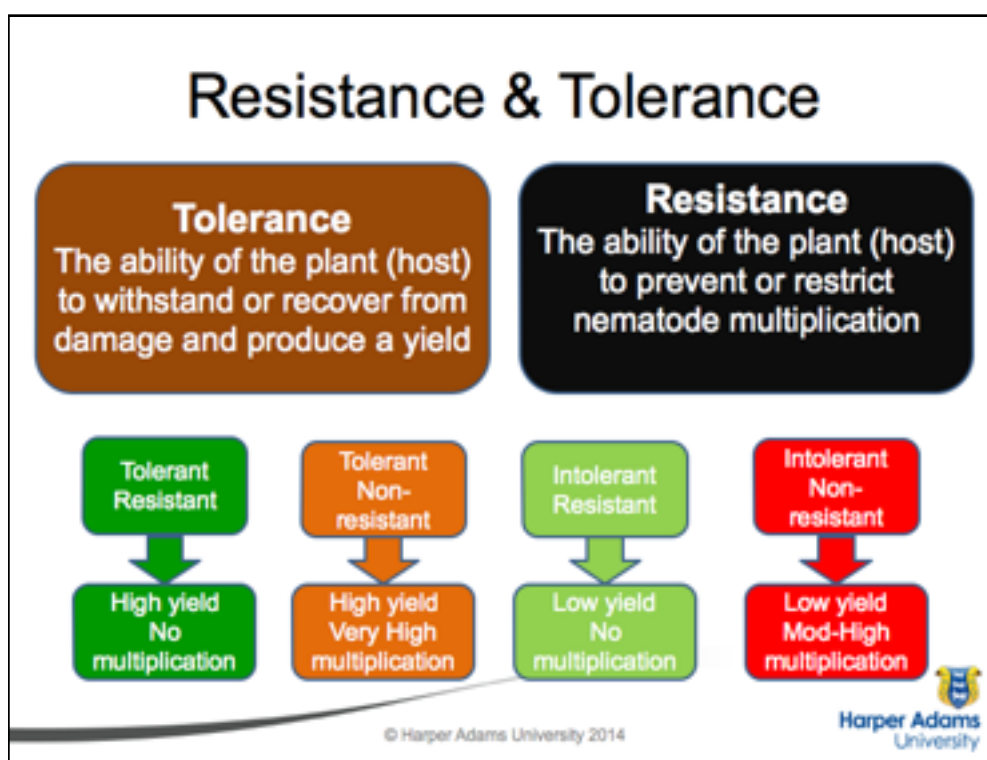 Resistance & Tolerance
Tolerance
The ability of the plant (host)
to withstand or recover from
damage and produce a yield
Resistance
The ability of the plant (host)
to prevent or restrict
nematode multiplication
Tolerant
Resistant
Tolerant
Non-
resistant
Intolerant
Resistant
Intolerant
Non-
resistant
High yield
No
multiplication
High yield
Very High
multiplication
Low yield
No
multiplication
Low yield
Mod-High
multiplication
© Harper Adams University 2014
Harper Adams
University